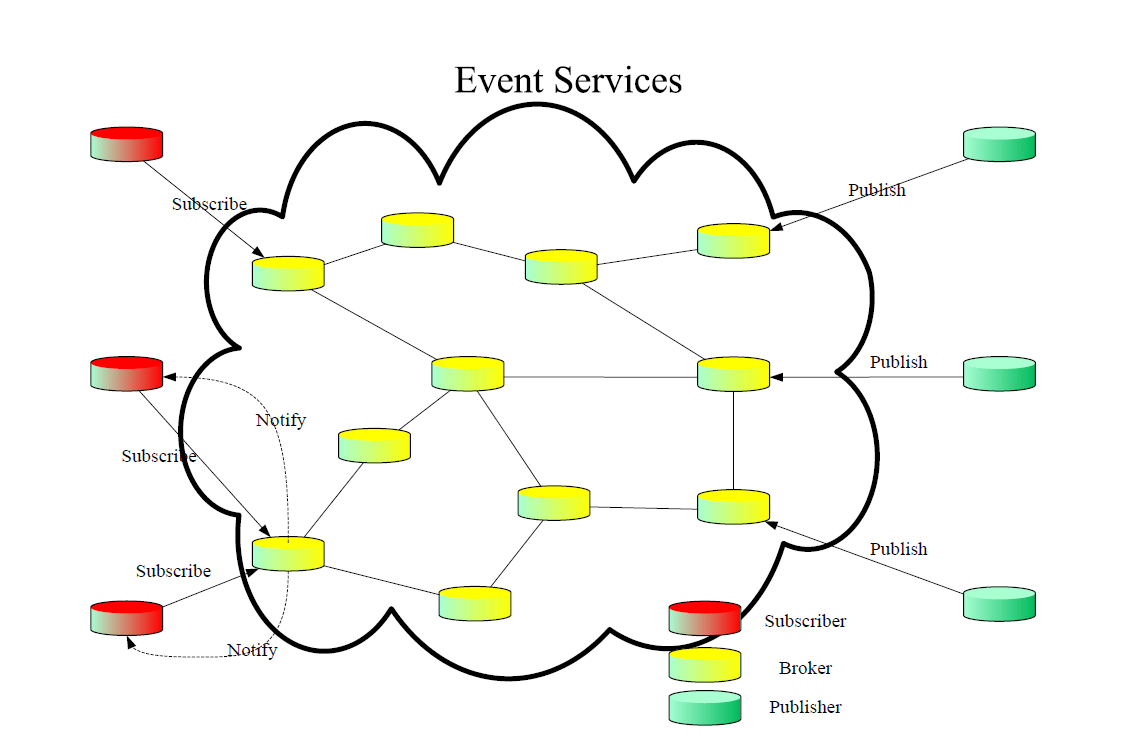 Event Services
Publish
Subscribe
Publish
Notify
Subscribe
Publish
Subscribe
Subscriber
Notify
Broker
Publisher